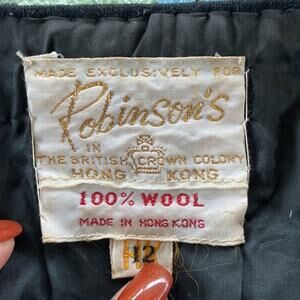 MADE EXCLUSIVELY FOR
Robinson's
IN
THE BRITISH CROWN COLONY
HONG KONG
100% WOOL
MADE IN HONG KONG
12